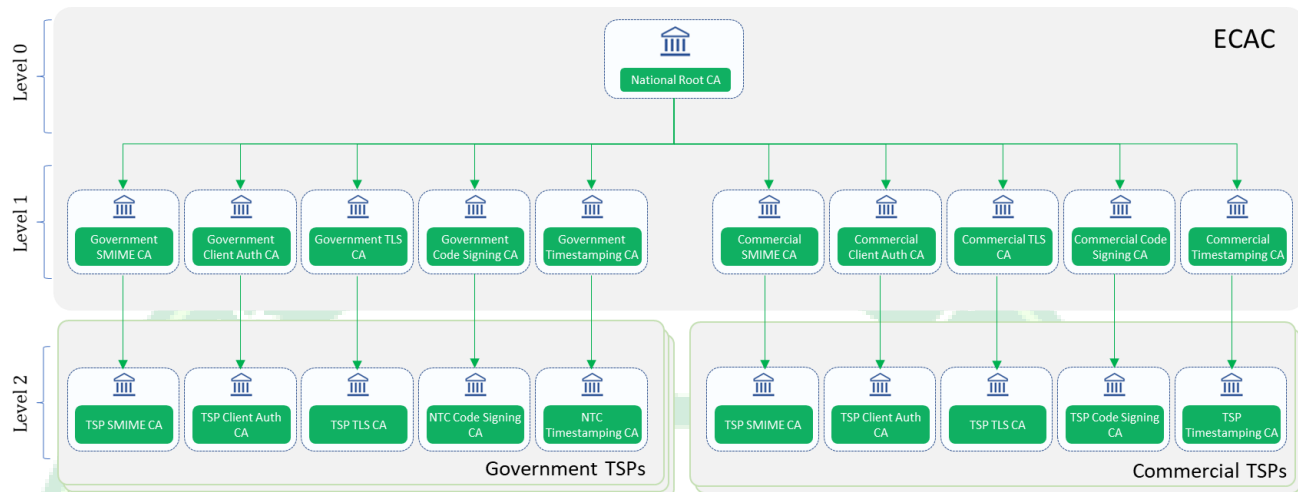 ECAC
Level 0
National Root CA
Level 1
Government
SMIME CA
Government
Client Auth CA
Government TLS
CA
Government
Code Signing CA
Government
Timestamping CA
Commercial
SMIME CA
Commercial
Client Auth CA
Commercial TLS
CA
Commercial Code
Signing CA
Commercial
Timestamping CA
Level 2
TSP SMIME CA
TSP Client Auth
CA
TSP TLS CA
NTC Code Signing
CA
NTC
Timestamping CA
TSP SMIME CA
TSP Client Auth
CA
TSP TLS CA
TSP Code Signing
CA
TSP
Timestamping CA
Government TSPs
Commercial TSPs